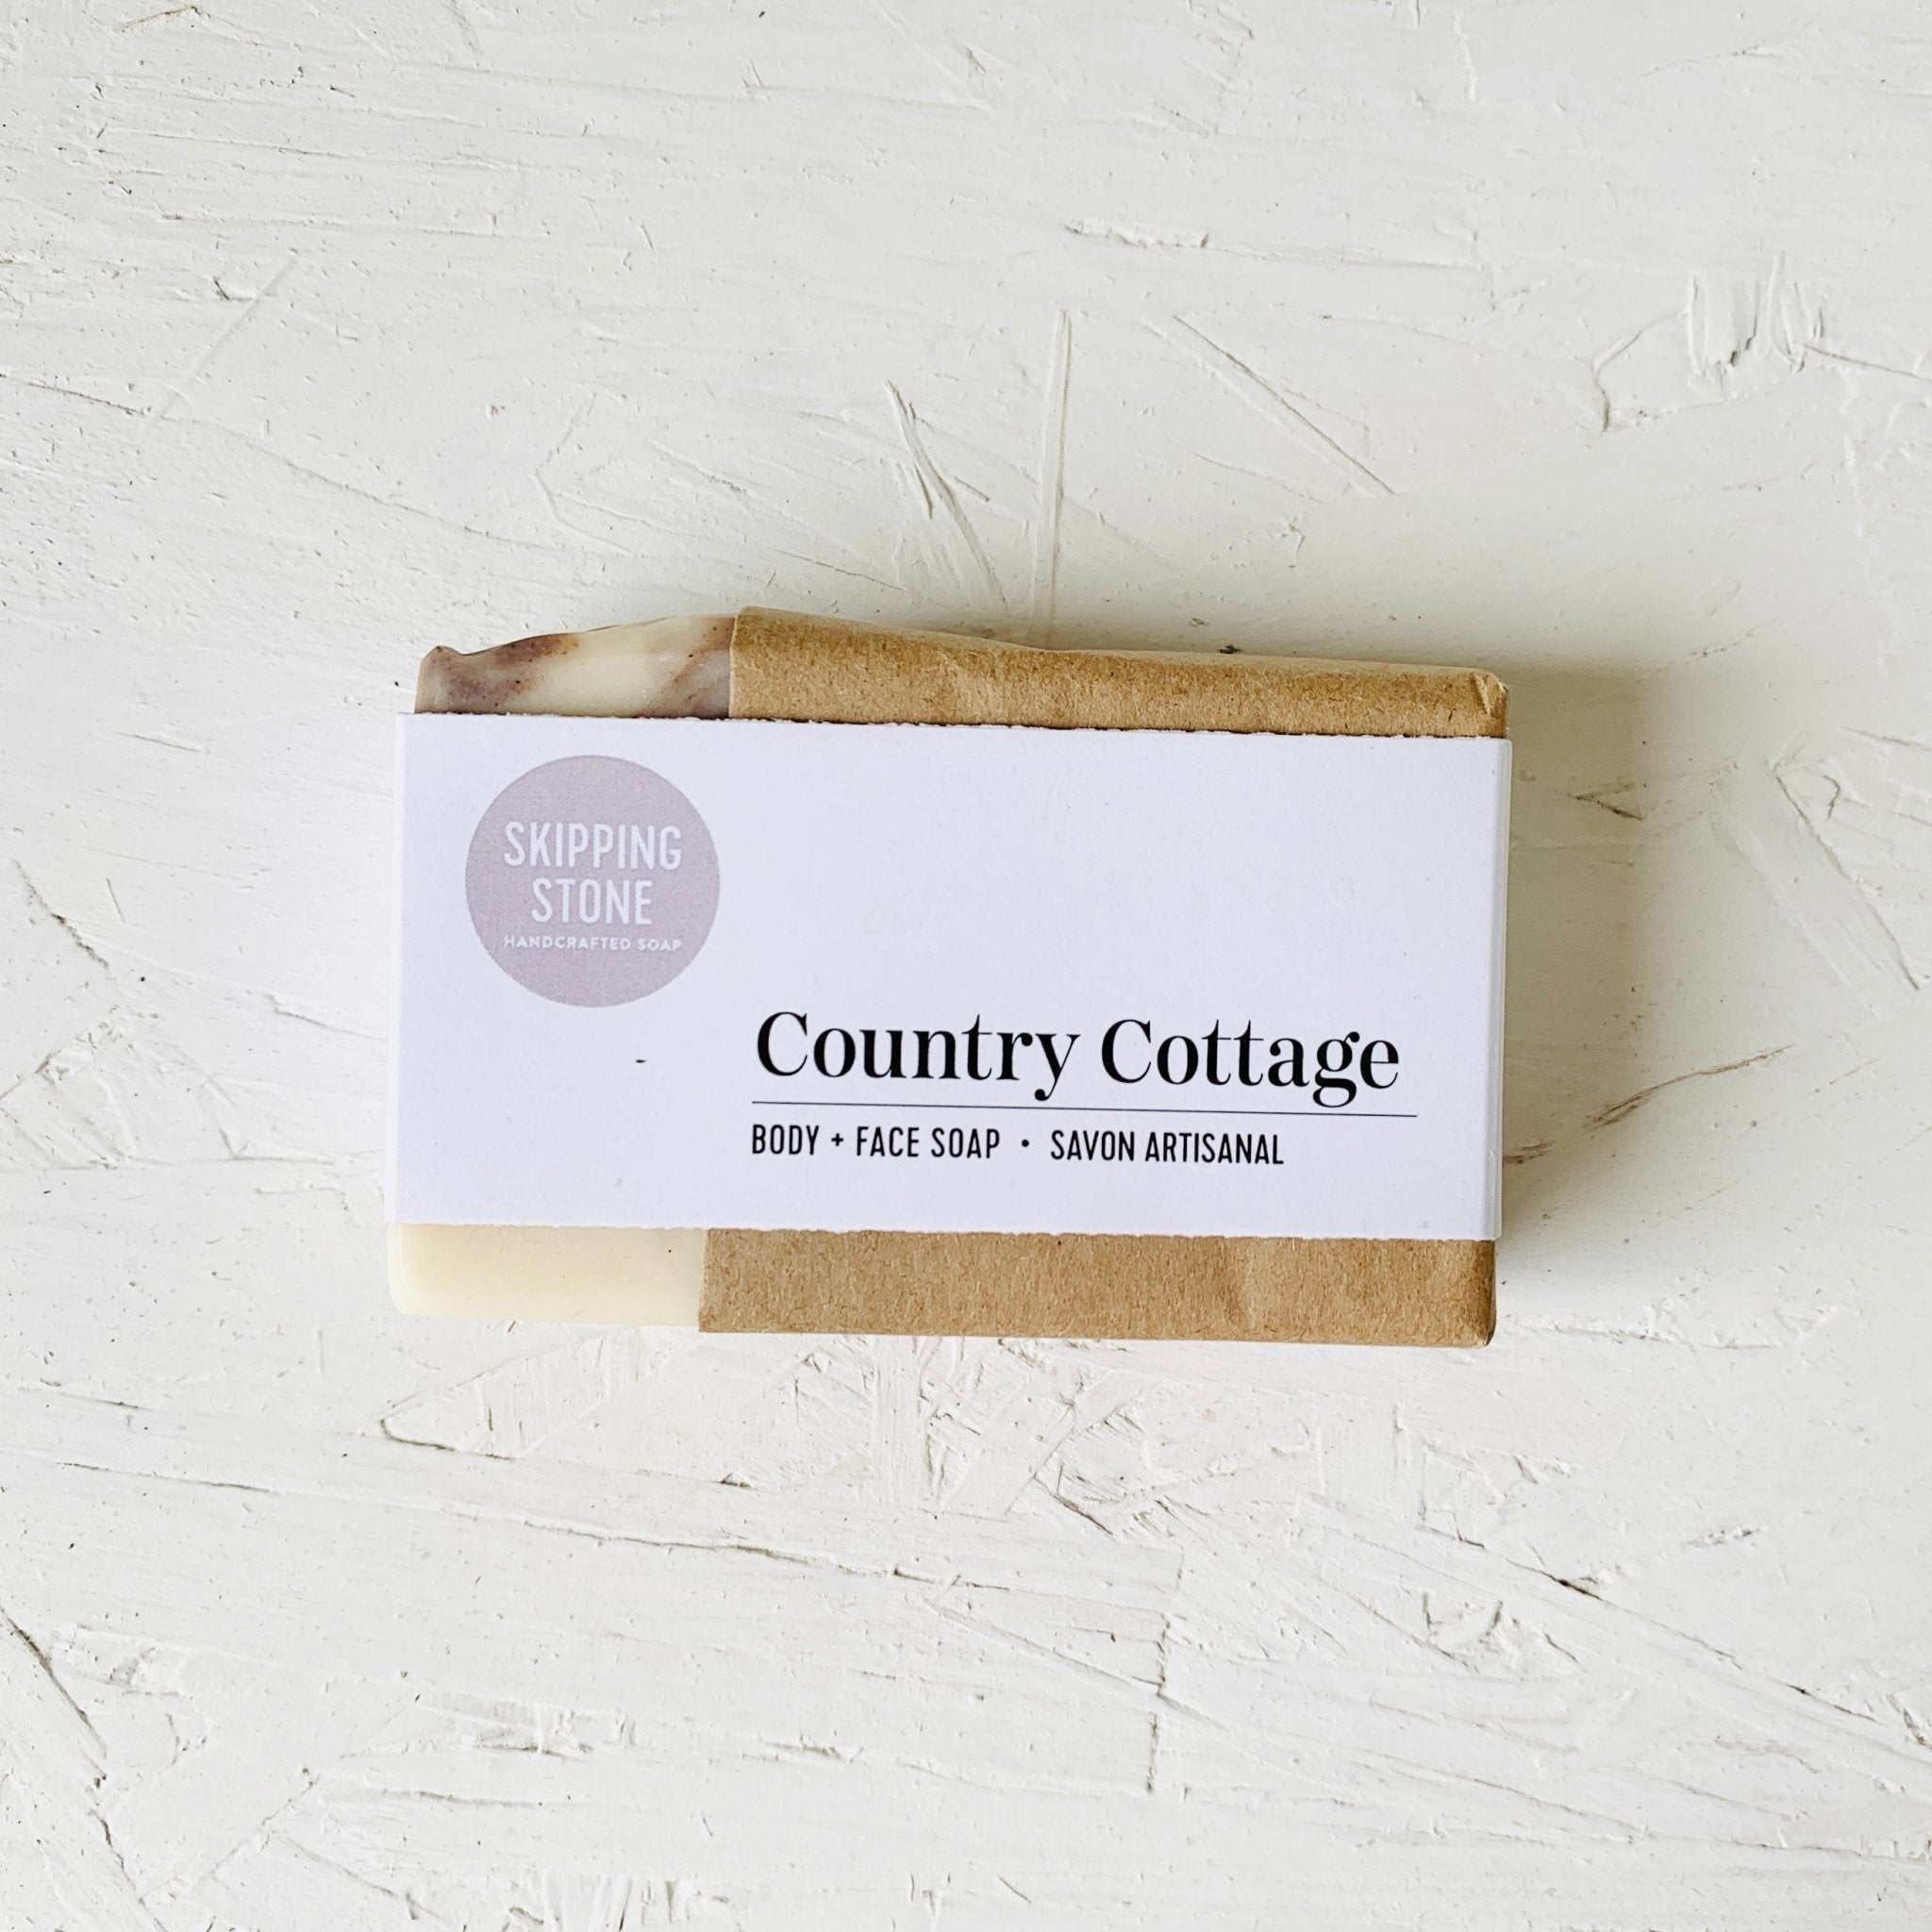 SKIPPING
STONE
HANDCRAFTED SOAP
Country Cottage
BODY + FACE SOAP • SAVON ARTISANAL